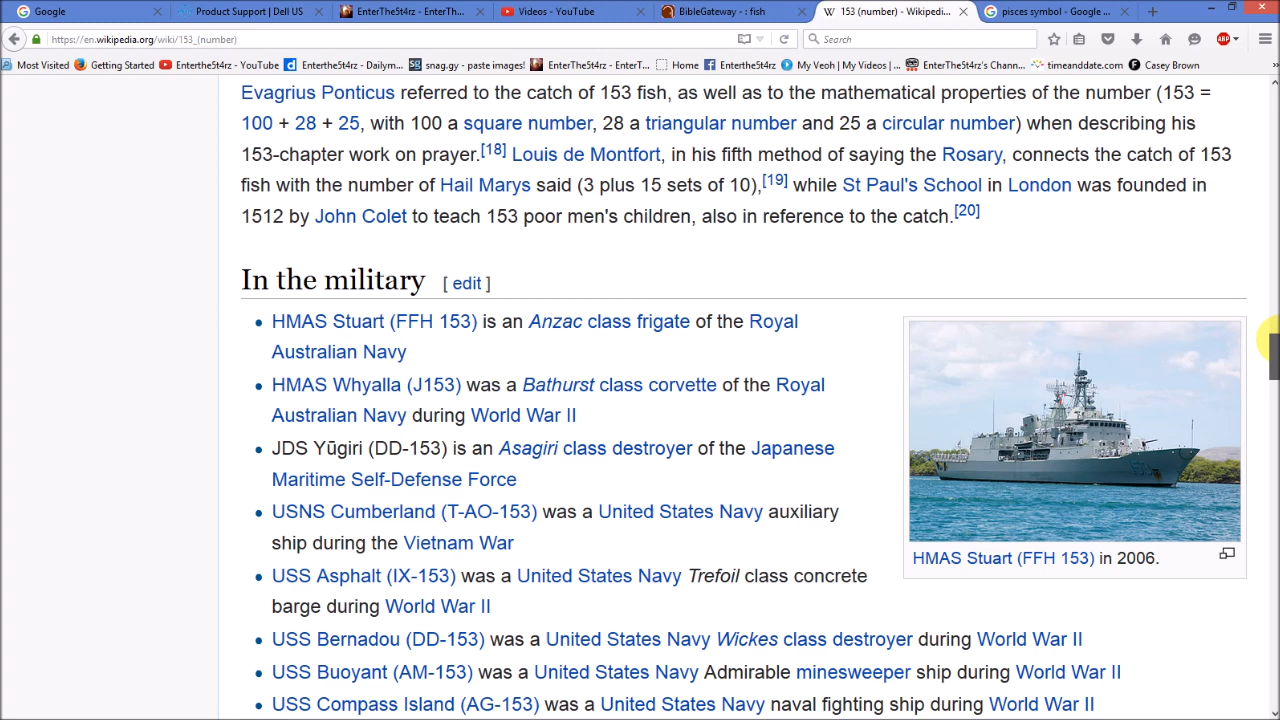 Google
Product Support | Dell US
EnterThe5t4rz - EnterTh...
Videos - YouTube
BibleGateway - : fish
153 (number) - Wikipedi...
pisces symbol - Google ...
https://en.wikipedia.org/wiki/153_(number)
Search
ABP
Most Visited
Getting Started
Enterthe5t4rz - YouTube
Enterthe5t4rz - Dailym...
snag.gy - paste images!
EnterThe5t4rz - EnterT...
Home
Enterthe5t4rz
My Veoh | My Videos | ...
EnterThe5t4rz's Chann...
timeanddate.com
Casey Brown
Evagrius Ponticus referred to the catch of 153 fish, as well as to the mathematical properties of the number (153 =
100 + 28 + 25, with 100 a square number, 28 a triangular number and 25 a circular number) when describing his
153-chapter work on prayer.[18] Louis de Montfort, in his fifth method of saying the Rosary, connects the catch of 153
fish with the number of Hail Marys said (3 plus 15 sets of 10),[19] while St Paul's School in London was founded in
1512 by John Colet to teach 153 poor men's children, also in reference to the catch.[20]
In the military [ edit ]
HMAS Stuart (FFH 153) is an Anzac class frigate of the Royal
Australian Navy
HMAS Whyalla (J153) was a Bathurst class corvette of the Royal
Australian Navy during World War II
JDS Yūgiri (DD-153) is an Asagiri class destroyer of the Japanese
Maritime Self-Defense Force
USNS Cumberland (T-AO-153) was a United States Navy auxiliary
ship during the Vietnam War
USS Asphalt (IX-153) was a United States Navy Trefoil class concrete
barge during World War II
USS Bernadou (DD-153) was a United States Navy Wickes class destroyer during World War II
USS Buoyant (AM-153) was a United States Navy Admirable minesweeper ship during World War II
USS Compass Island (AG-153) was a United States Navy naval fighting ship during World War II
HMAS Stuart (FFH 153) in 2006.